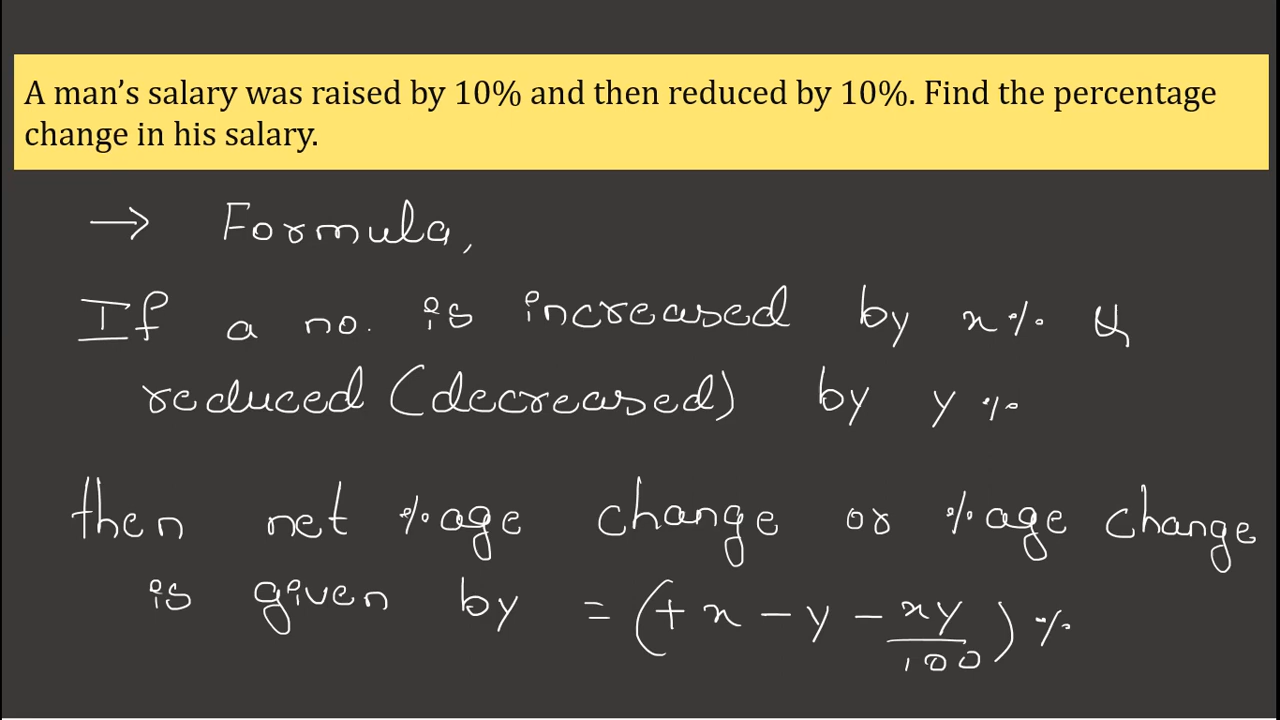 A man’s salary was raised by 10% and then reduced by 10%. Find the percentage
change in his salary.
→ Formula,
If a no. is increased by x% &
reduced (decreased) by y%
then net %age change or %age change
is given by = (+x - y - xy/100) %